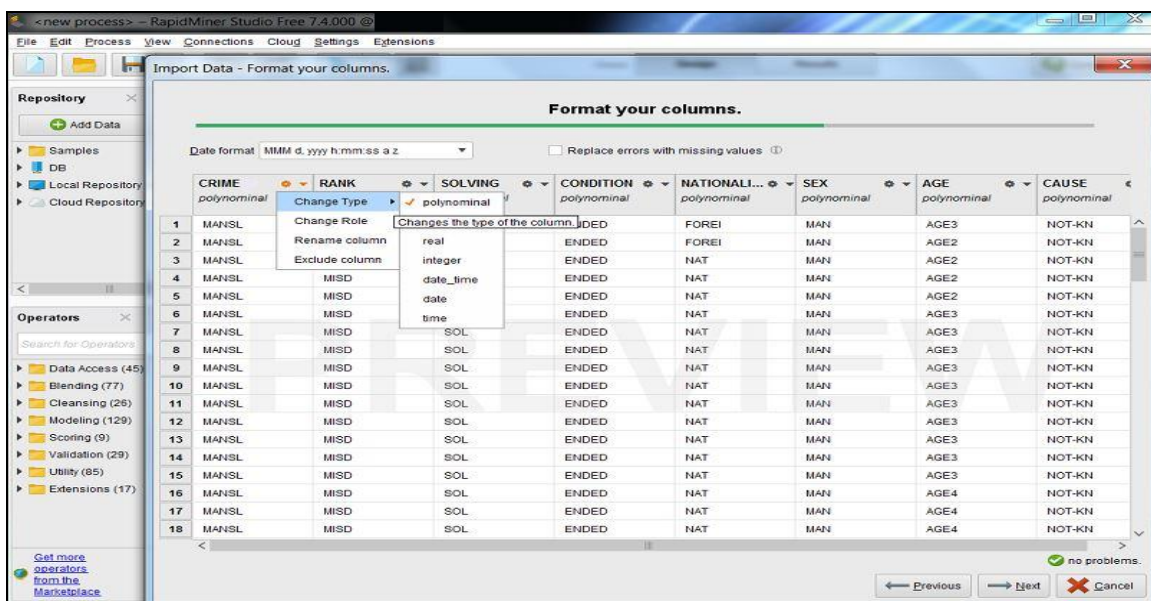 <new process> – RapidMiner Studio Free 7.4.000 @
File Edit Process View Connections Cloud Settings Extensions
Import Data - Format your columns.
Repository
Add Data
Samples
DB
Local Repository
Cloud Repository
Operators
Search for Operators
Data Access (45)
Blending (77)
Cleansing (26)
Modeling (129)
Scoring (9)
Validation (29)
Utility (85)
Extensions (17)
Get more
operators
from the
Marketplace
Format your columns.
Date format MMM d, yyyy h:mm:ss a z Replace errors with missing values
CRIME RANK SOLVING CONDITION NATIONALI... SEX AGE CAUSE
polynominal polynominal polynominal polynominal polynominal polynominal
Change Type polynominal
Change Role Changes the type of the column.
Rename column real
Exclude column integer
date_time
date
time
1 MANSL DED FOREI MAN AGE3 NOT-KN
2 MANSL ENDED FOREI MAN AGE2 NOT-KN
3 MANSL ENDED NAT MAN AGE2 NOT-KN
4 MANSL MISD ENDED NAT MAN AGE2 NOT-KN
5 MANSL MISD ENDED NAT MAN AGE2 NOT-KN
6 MANSL MISD ENDED NAT MAN AGE3 NOT-KN
7 MANSL MISD SOL ENDED NAT MAN AGE3 NOT-KN
8 MANSL MISD SOL ENDED NAT MAN AGE3 NOT-KN
9 MANSL MISD SOL ENDED NAT MAN AGE3 NOT-KN
10 MANSL MISD SOL ENDED NAT MAN AGE3 NOT-KN
11 MANSL MISD SOL ENDED NAT MAN AGE3 NOT-KN
12 MANSL MISD SOL ENDED NAT MAN AGE3 NOT-KN
13 MANSL MISD SOL ENDED NAT MAN AGE3 NOT-KN
14 MANSL MISD SOL ENDED NAT MAN AGE3 NOT-KN
15 MANSL MISD SOL ENDED NAT MAN AGE3 NOT-KN
16 MANSL MISD SOL ENDED NAT MAN AGE4 NOT-KN
17 MANSL MISD SOL ENDED NAT MAN AGE4 NOT-KN
18 MANSL MISD SOL ENDED NAT MAN AGE4 NOT-KN
PREVIEW
no problems.
Previous Next Cancel